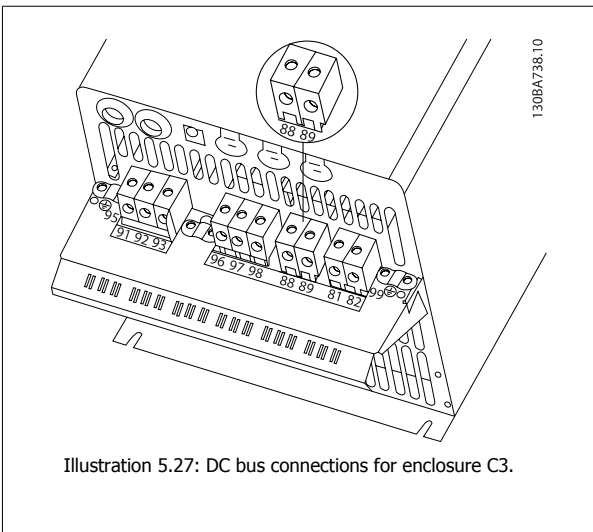 130BA738.10
88 89
95
91 92 93
96 97 98
88 89
81 82
99
Illustration 5.27: DC bus connections for enclosure C3.